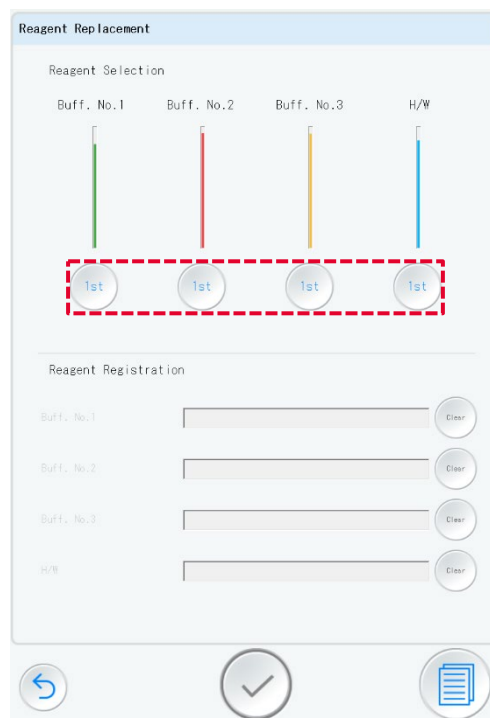 Reagent Replacement
Reagent Selection
Buff. No.1 Buff. No.2 Buff. No.3 H/W
1st 1st 1st 1st
Reagent Registration
Buff. No.1 Clear
Buff. No.2 Clear
Buff. No.3 Clear
H/W Clear